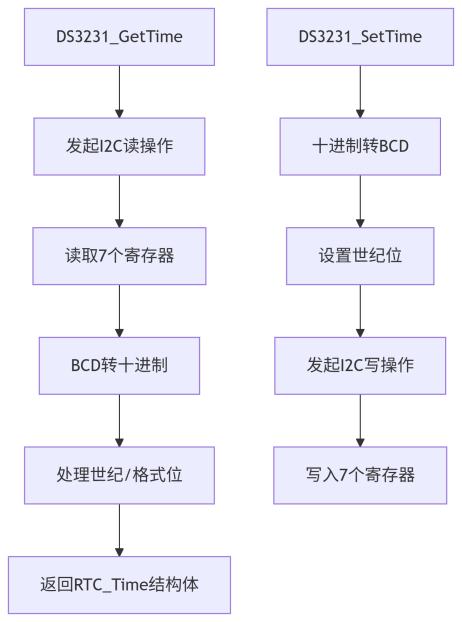 DS3231_GetTime
发起I2C读操作
读取7个寄存器
BCD转十进制
处理世纪/格式位
返回RTC_Time结构体
DS3231_SetTime
十进制转BCD
设置世纪位
发起I2C写操作
写入7个寄存器